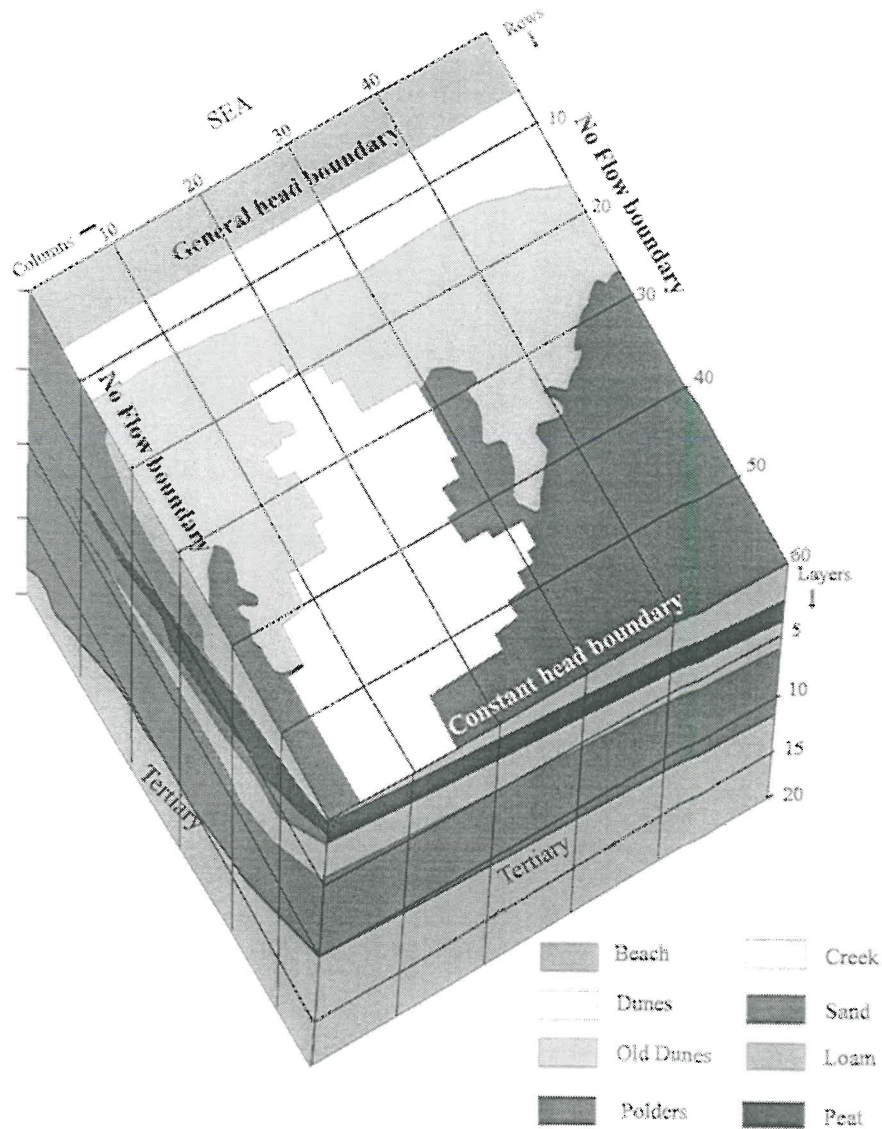 Rows
SEA
40
30
General head boundary
20
10
Columns
10
No Flow boundary
20
30
No Flow boundary
40
50
60
Layers
5
Constant head boundary
10
15
20
Tertiary
Tertiary
Beach
Creek
Dunes
Sand
Old Dunes
Loam
Polders
Peat